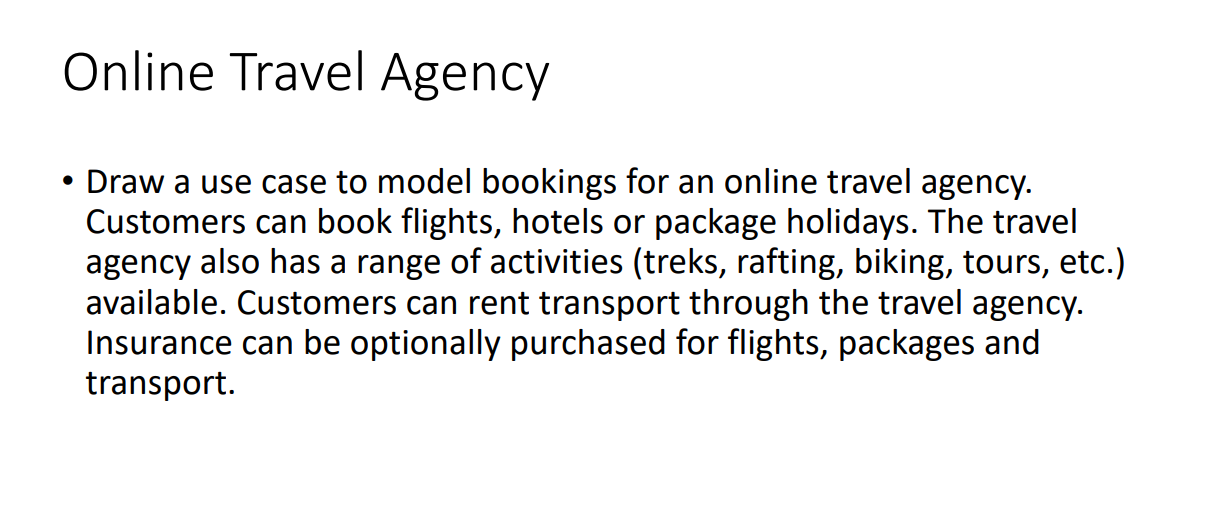 Online Travel Agency
• Draw a use case to model bookings for an online travel agency.
Customers can book flights, hotels or package holidays. The travel
agency also has a range of activities (treks, rafting, biking, tours, etc.)
available. Customers can rent transport through the travel agency.
Insurance can be optionally purchased for flights, packages and
transport.